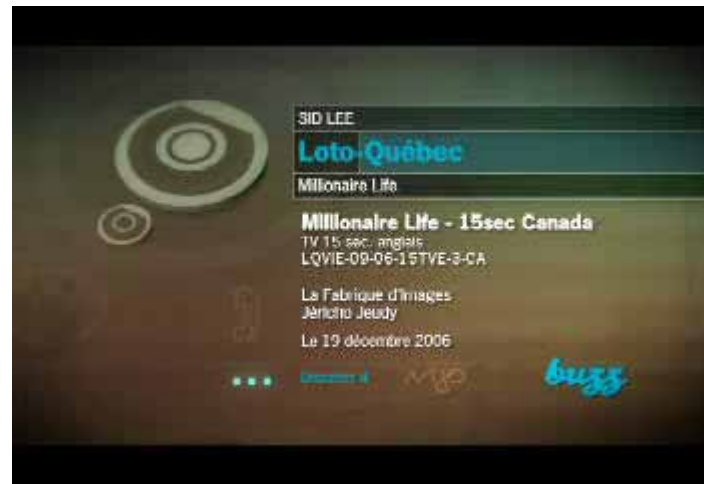 SID LEE
Loto-Québec
Millionaire Life
Millionaire Life - 15sec Canada
TV 15 sec. anglais
LQVIE-09-06-15TVE-3-CA
La Fabrique d'Images
Jéricho Jeudy
Le 19 décembre 2006
buzz